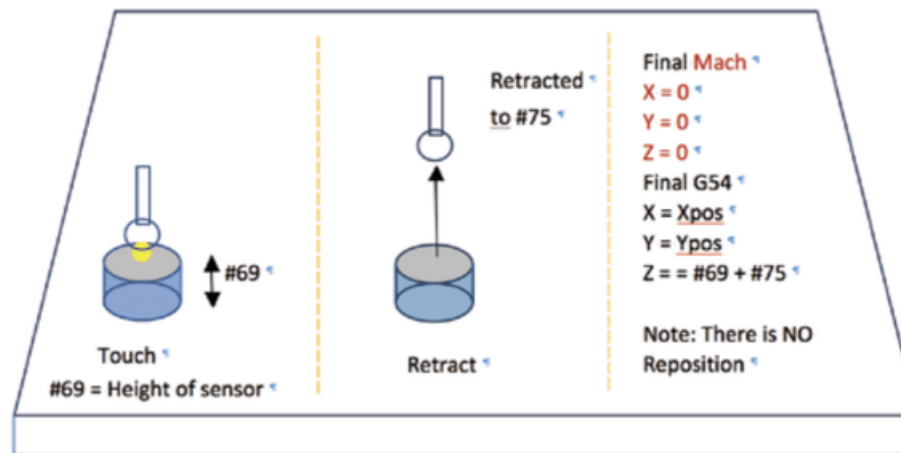 #69
Touch
#69 = Height of sensor
Retracted
to #75
Retract
Final Mach
X = 0
Y = 0
Z = 0
Final G54
X = Xpos
Y = Ypos
Z = = #69 + #75
Note: There is NO
Reposition